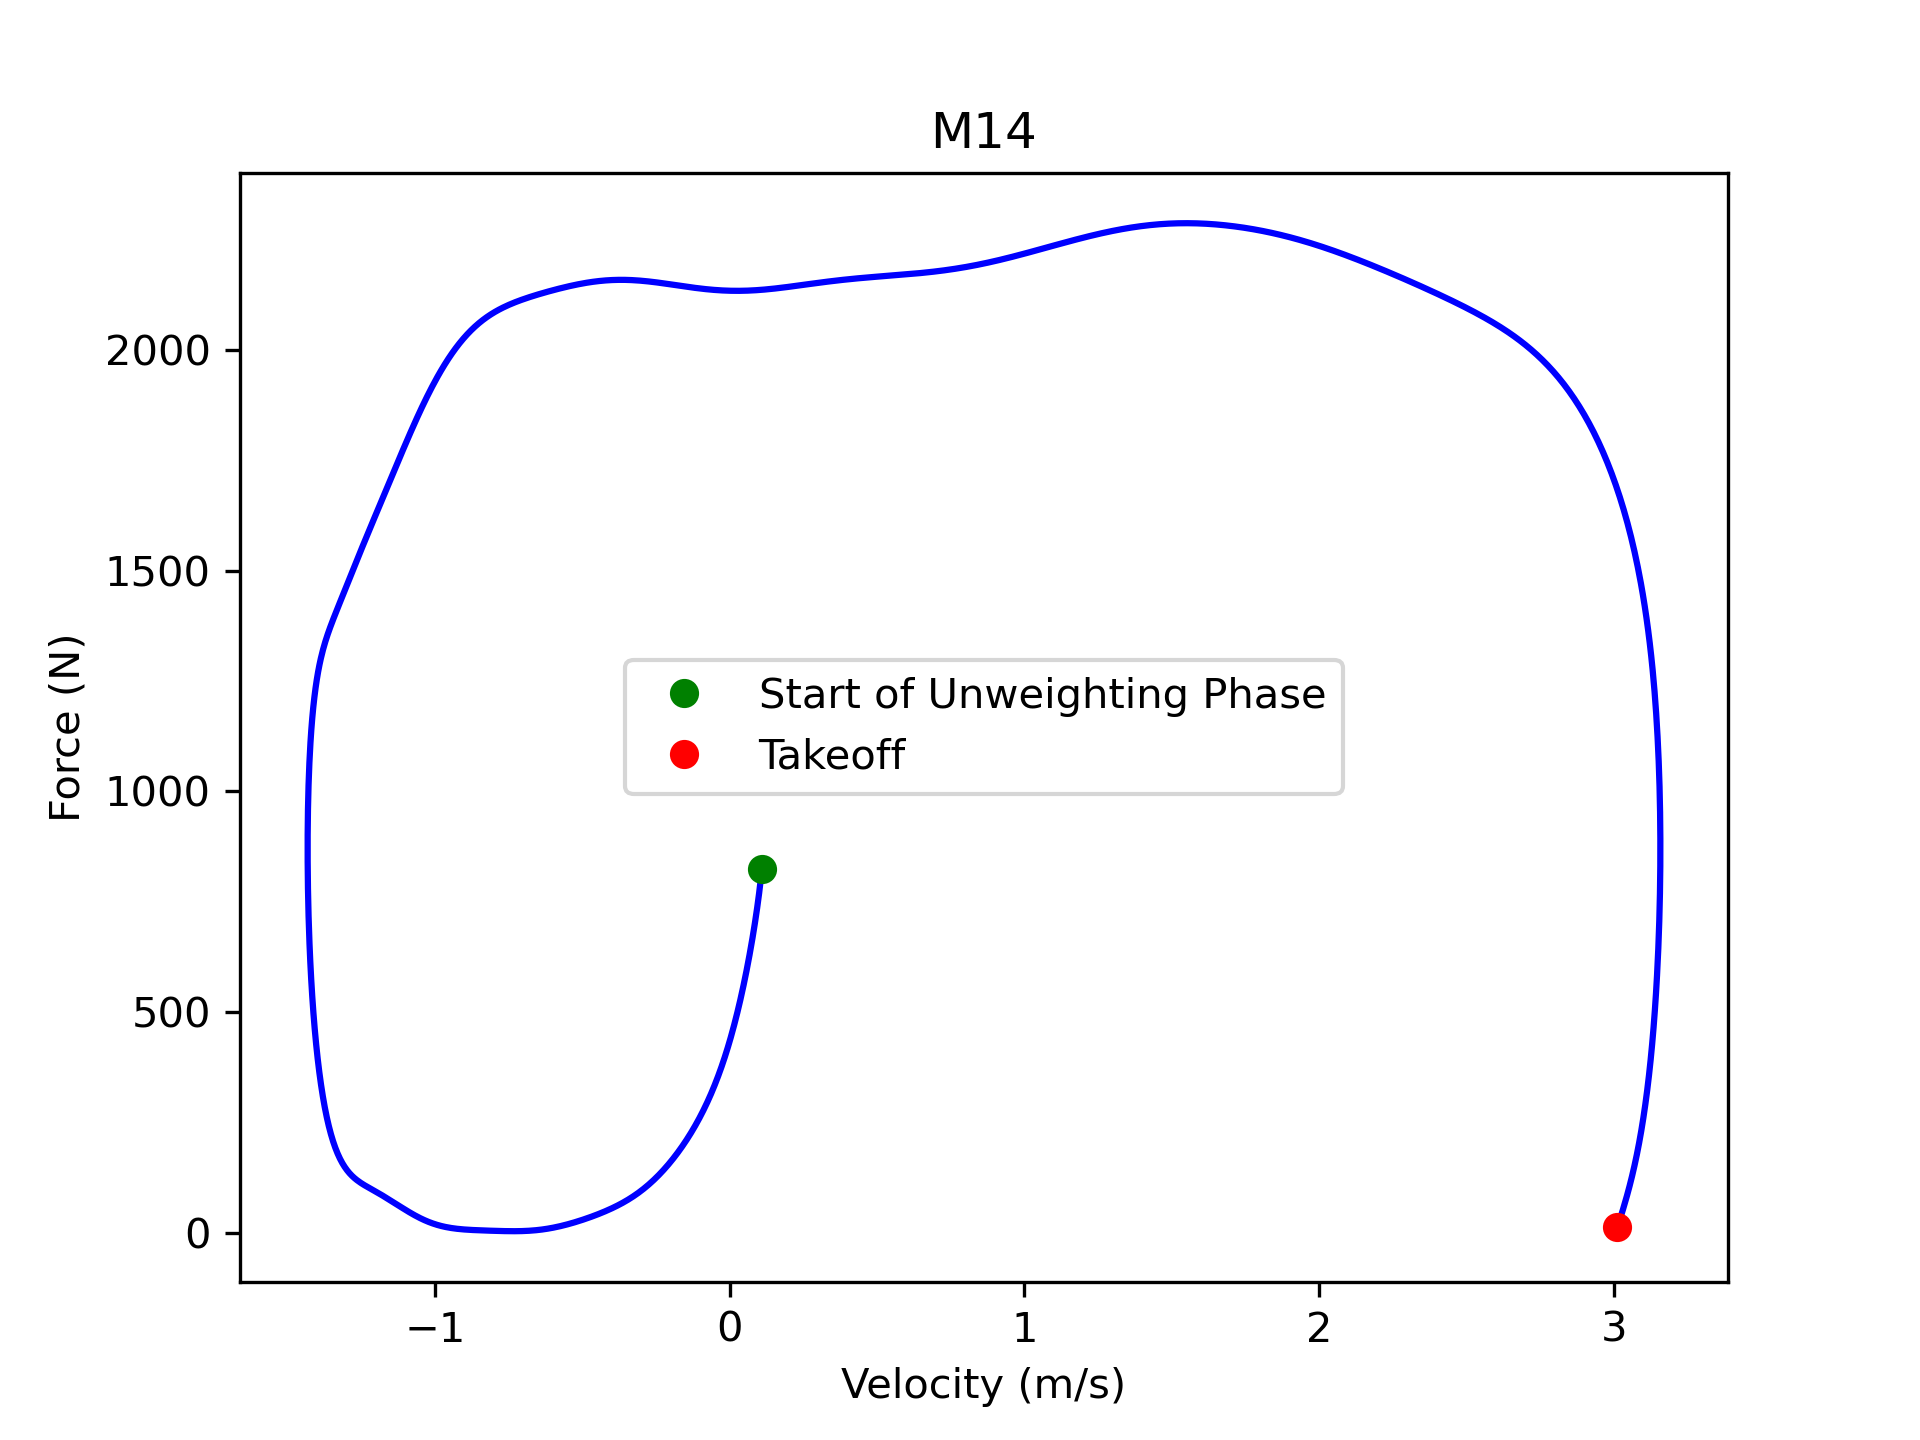 M14
Force (N)
2000
1500
1000
500
0
Start of Unweighting Phase
Takeoff
−1 0 1 2 3
Velocity (m/s)